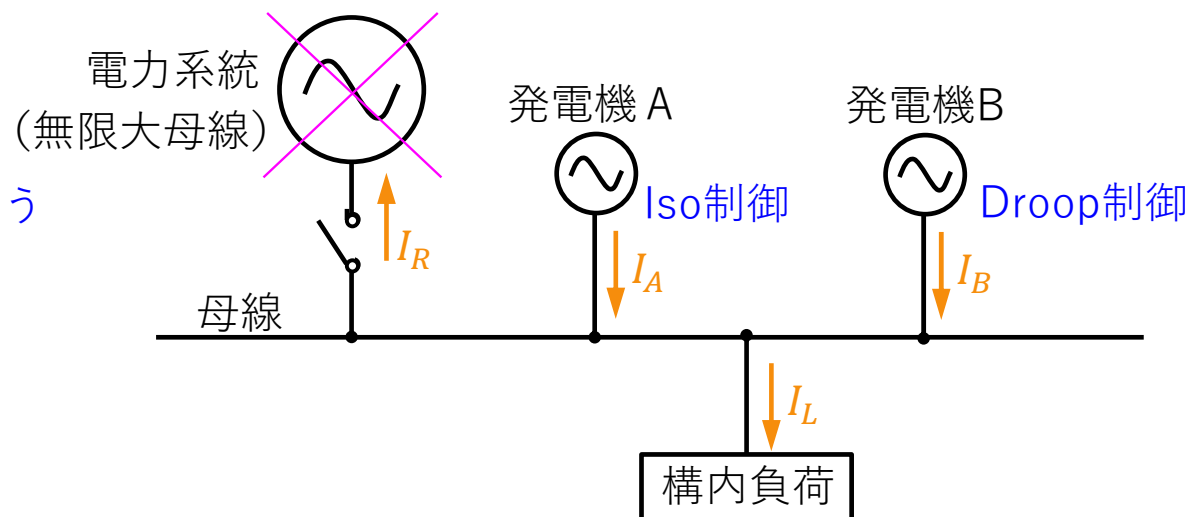 電力系統
(無限大母線)
う
発電機 A
Iso制御
発電機B
Droop制御
I_R
I_A
I_B
母線
I_L
構内負荷